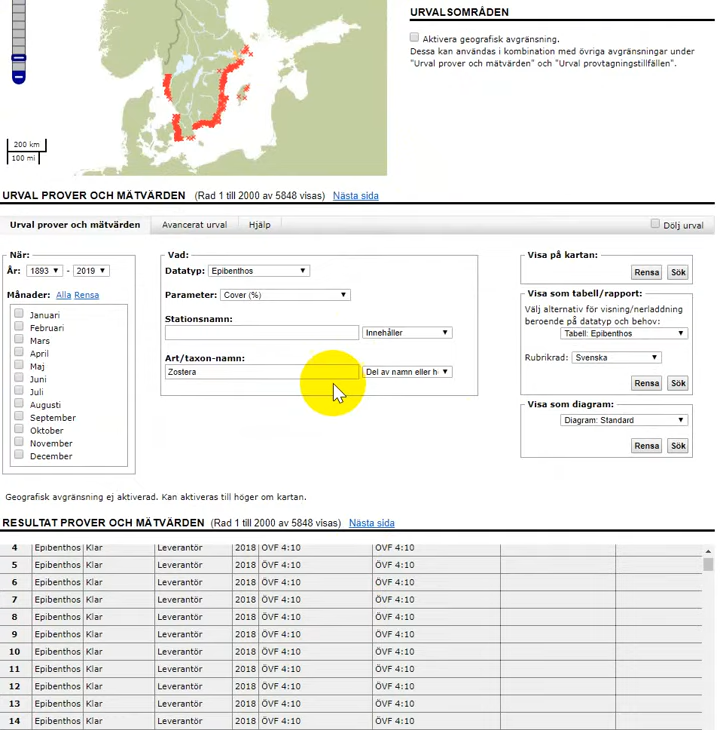 URVALSOMRÅDEN
Aktivera geografisk avgränsning.
Dessa kan användas i kombination med övriga avgränsningar under
"Urval prover och mätvärden" och "Urval provtagningstillfällen".
200 km
100 mi
URVAL PROVER OCH MÄTVÄRDEN (Rad 1 till 2000 av 5848 visas) Nästa sida
Urval prover och mätvärden Avancerat urval Hjälp Dölj urval
När:
År: 1893 - 2019
Månader: Alla Rensa
Januari
Februari
Mars
April
Maj
Juni
Juli
Augusti
September
Oktober
November
December
Vad:
Datatyp: Epibenthos
Parameter: Cover (%)
Stationsnamn:
Innehåller
Art/taxon-namn:
Zostera Del av namn eller h
Visa på kartan:
Rensa Sök
Visa som tabell/rapport:
Välj alternativ för visning/nerladdning
beroende på datatyp och behov:
Tabell: Epibenthos
Rubrikrad: Svenska
Rensa Sök
Visa som diagram:
Diagram: Standard
Rensa Sök
Geografisk avgränsning ej aktiverad. Kan aktiveras till höger om kartan.
RESULTAT PROVER OCH MÄTVÄRDEN (Rad 1 till 2000 av 5848 visas) Nästa sida
4 Epibenthos Klar Leverantör 2018 ÖVF 4:10 ÖVF 4:10
5 Epibenthos Klar Leverantör 2018 ÖVF 4:10 ÖVF 4:10
6 Epibenthos Klar Leverantör 2018 ÖVF 4:10 ÖVF 4:10
7 Epibenthos Klar Leverantör 2018 ÖVF 4:10 ÖVF 4:10
8 Epibenthos Klar Leverantör 2018 ÖVF 4:10 ÖVF 4:10
9 Epibenthos Klar Leverantör 2018 ÖVF 4:10 ÖVF 4:10
10 Epibenthos Klar Leverantör 2018 ÖVF 4:10 ÖVF 4:10
11 Epibenthos Klar Leverantör 2018 ÖVF 4:10 ÖVF 4:10
12 Epibenthos Klar Leverantör 2018 ÖVF 4:10 ÖVF 4:10
13 Epibenthos Klar Leverantör 2018 ÖVF 4:10 ÖVF 4:10
14 Epibenthos Klar Leverantör 2018 ÖVF 4:10 ÖVF 4:10